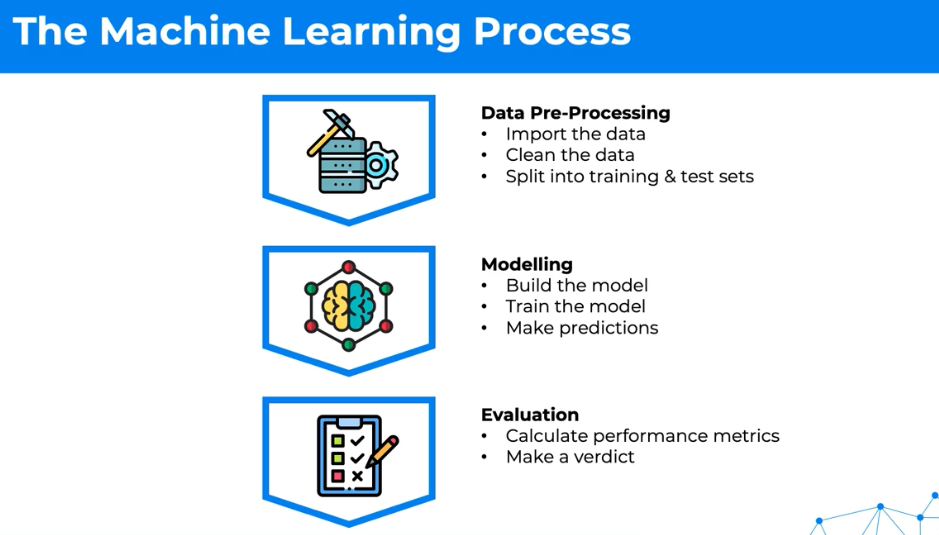 The Machine Learning Process
Data Pre-Processing
• Import the data
• Clean the data
• Split into training & test sets
Modelling
• Build the model
• Train the model
• Make predictions
Evaluation
• Calculate performance metrics
• Make a verdict